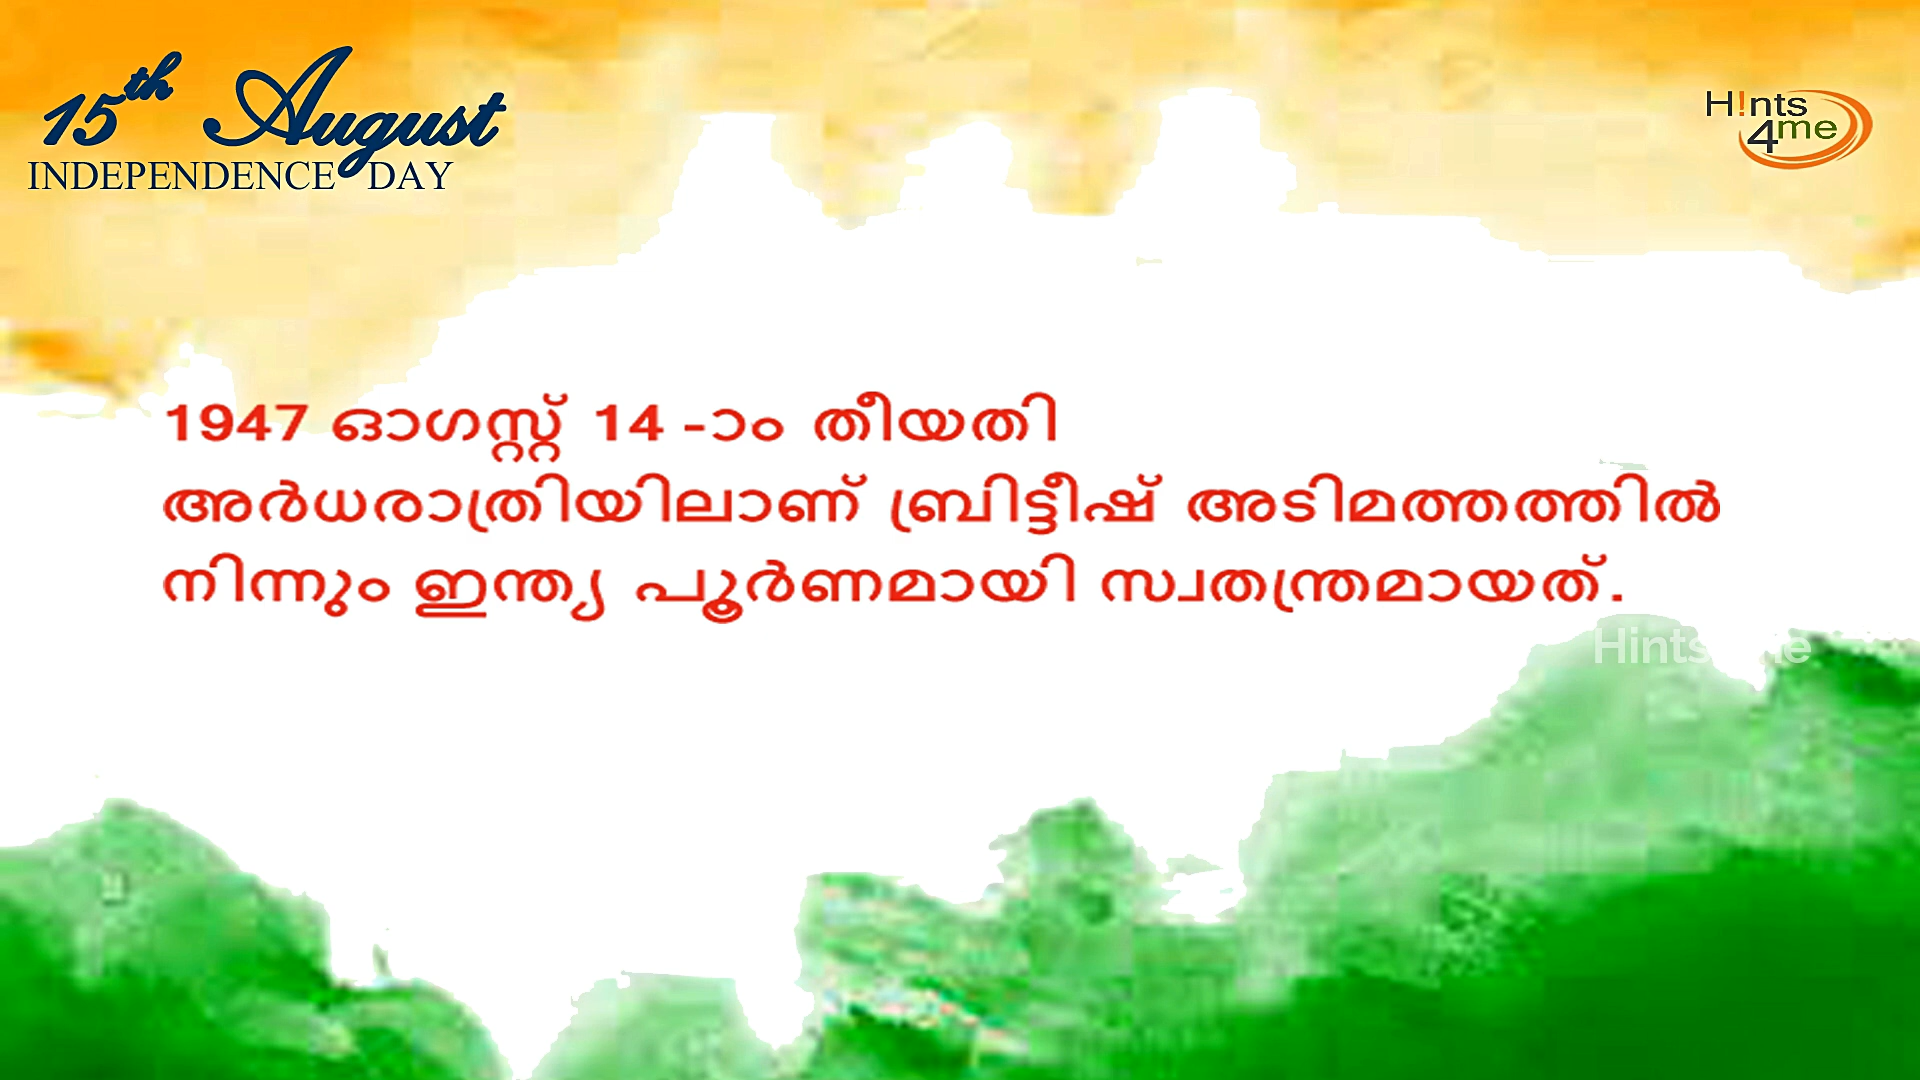 15th August
INDEPENDENCE DAY
H!nts
4me
1947 ഓഗസ്റ്റ് 14 -ാം തീയതി
അർധരാത്രിയിലാണ് ബ്രിട്ടീഷ് അടിമത്തത്തിൽ
നിന്നും ഇന്ത്യ പൂർണമായി സ്വതന്ത്രമായത്.